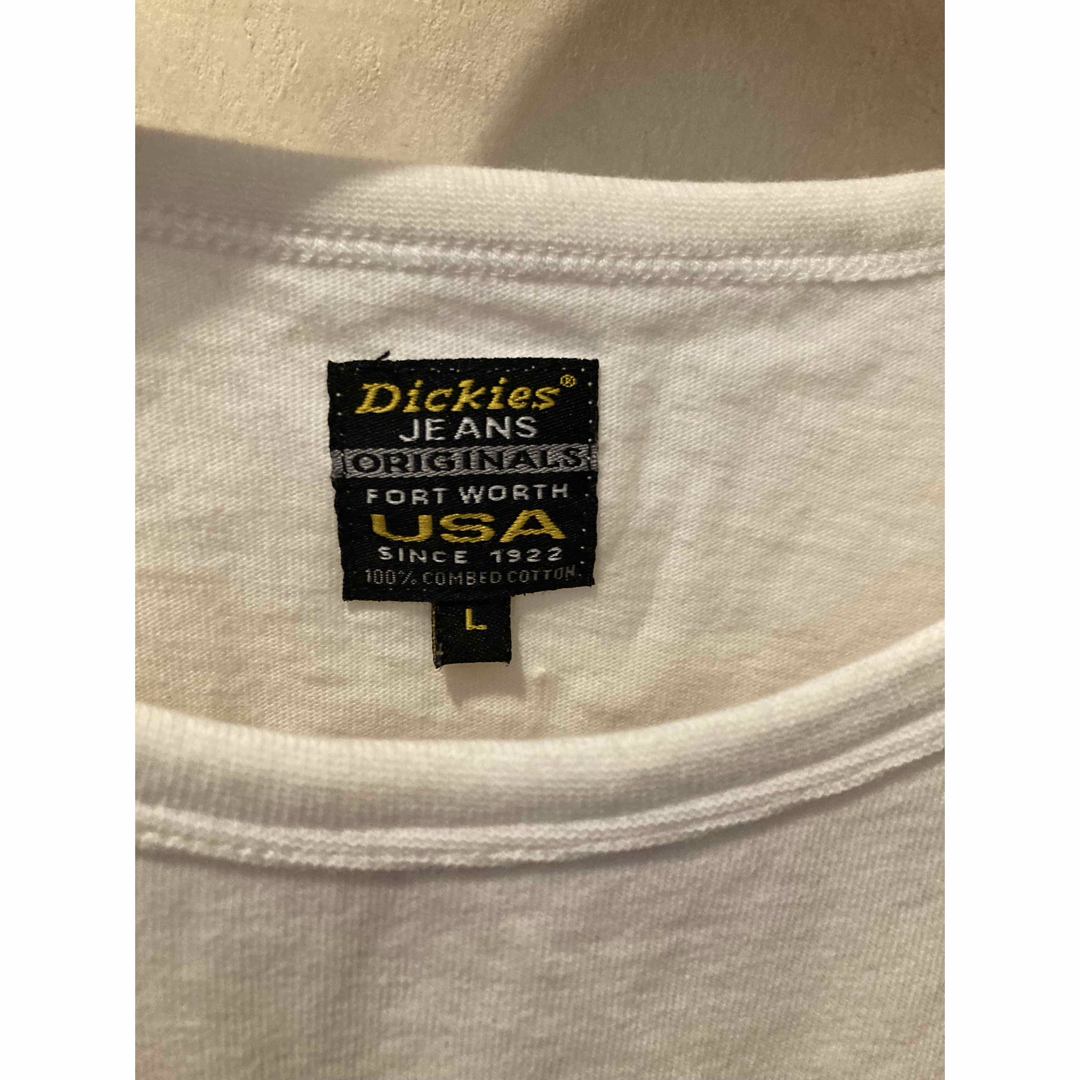 Dickies®
JEANS
ORIGINALS
FORT WORTH
USA
SINCE 1922
100% COMBED COTTON.
L